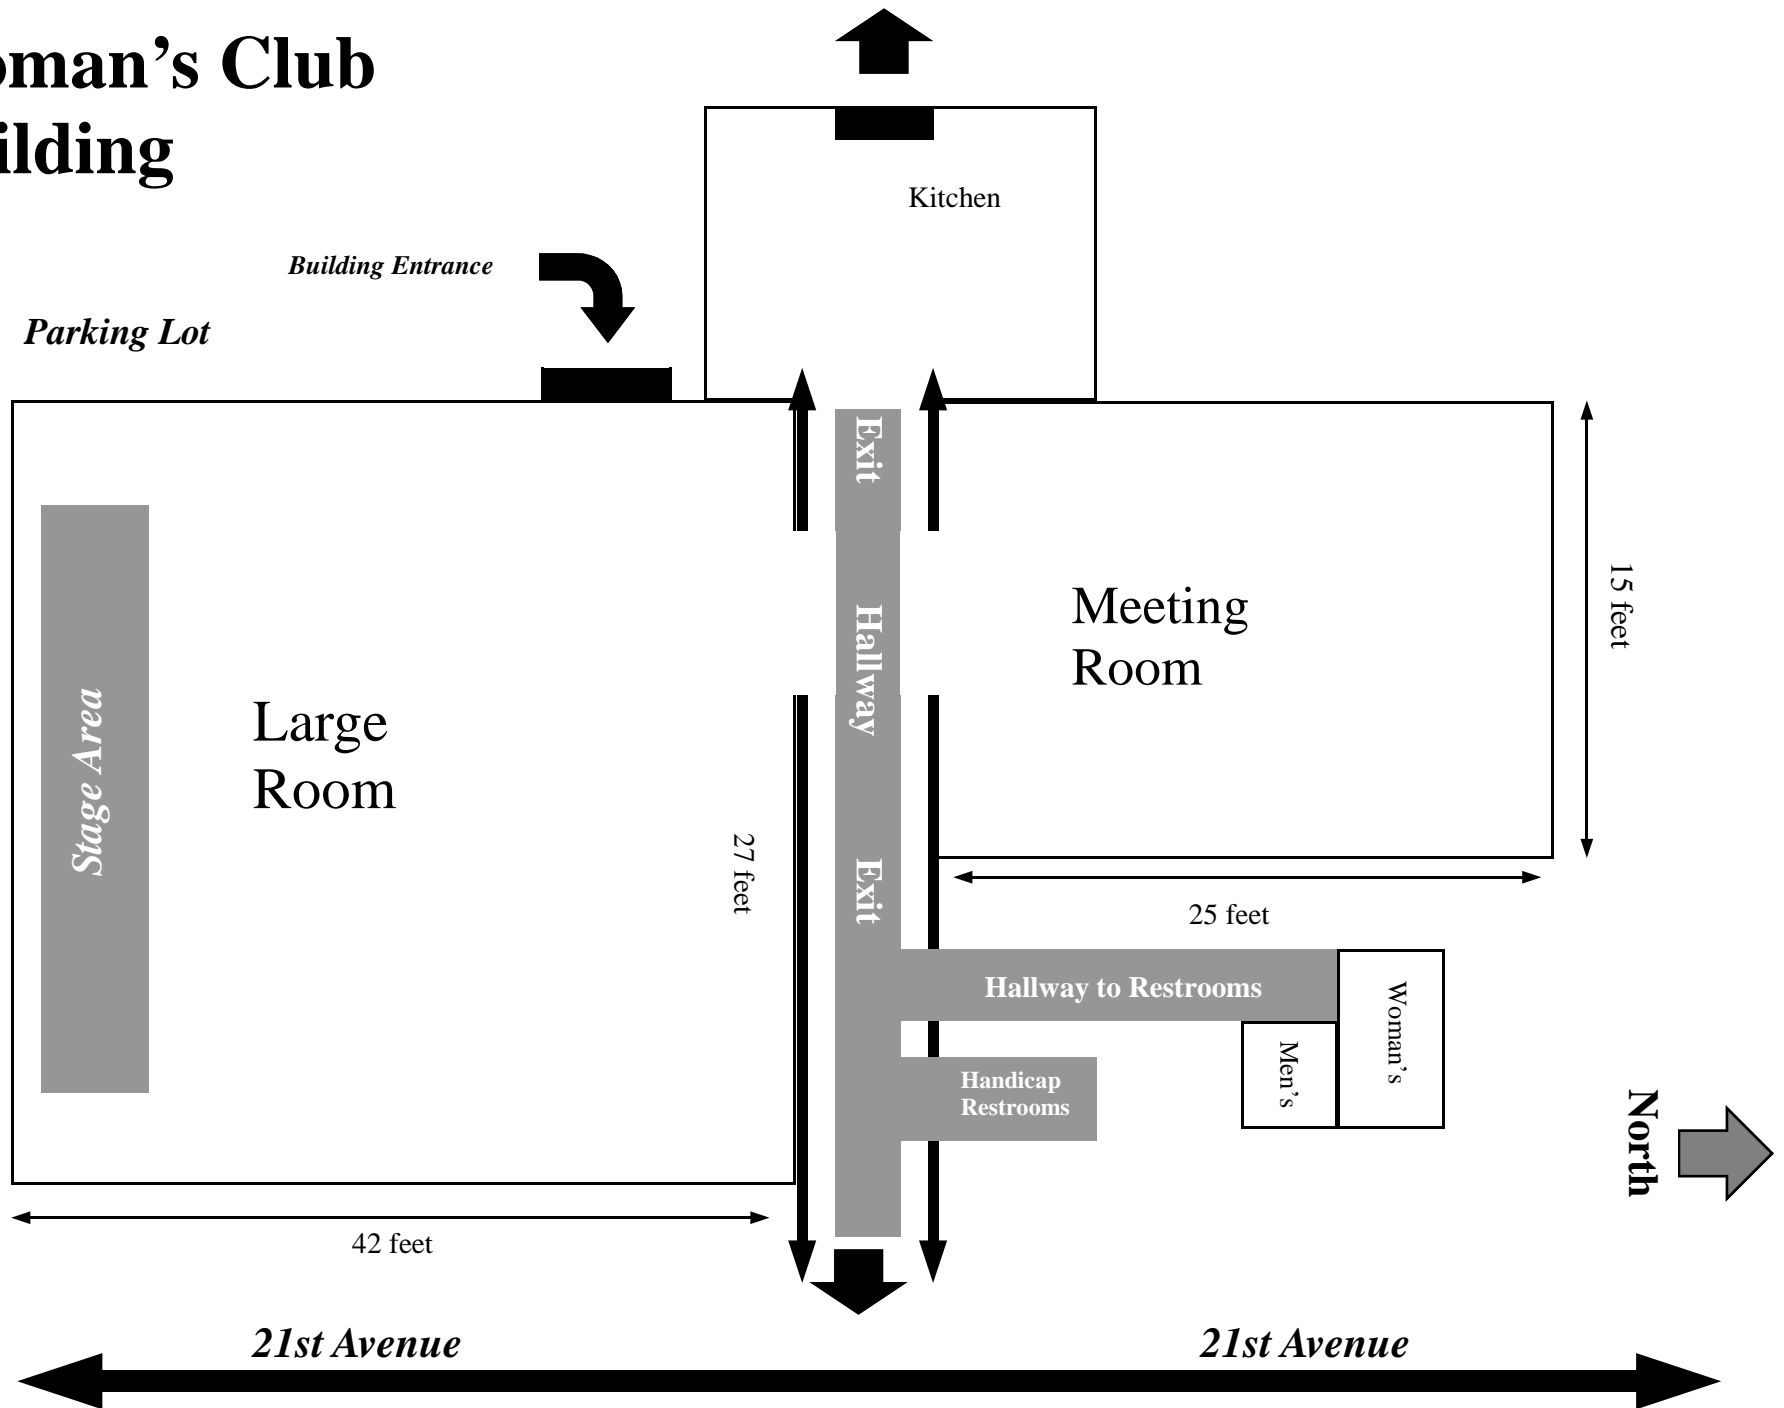 oman’s Club
ilding
Kitchen
Building Entrance
Parking Lot
Exit
Hallway
Exit
Meeting
Room
15 feet
Large
Room
Stage Area
27 feet
25 feet
Hallway to Restrooms
Woman’s
Men’s
Handicap
Restrooms
North
42 feet
21st Avenue
21st Avenue